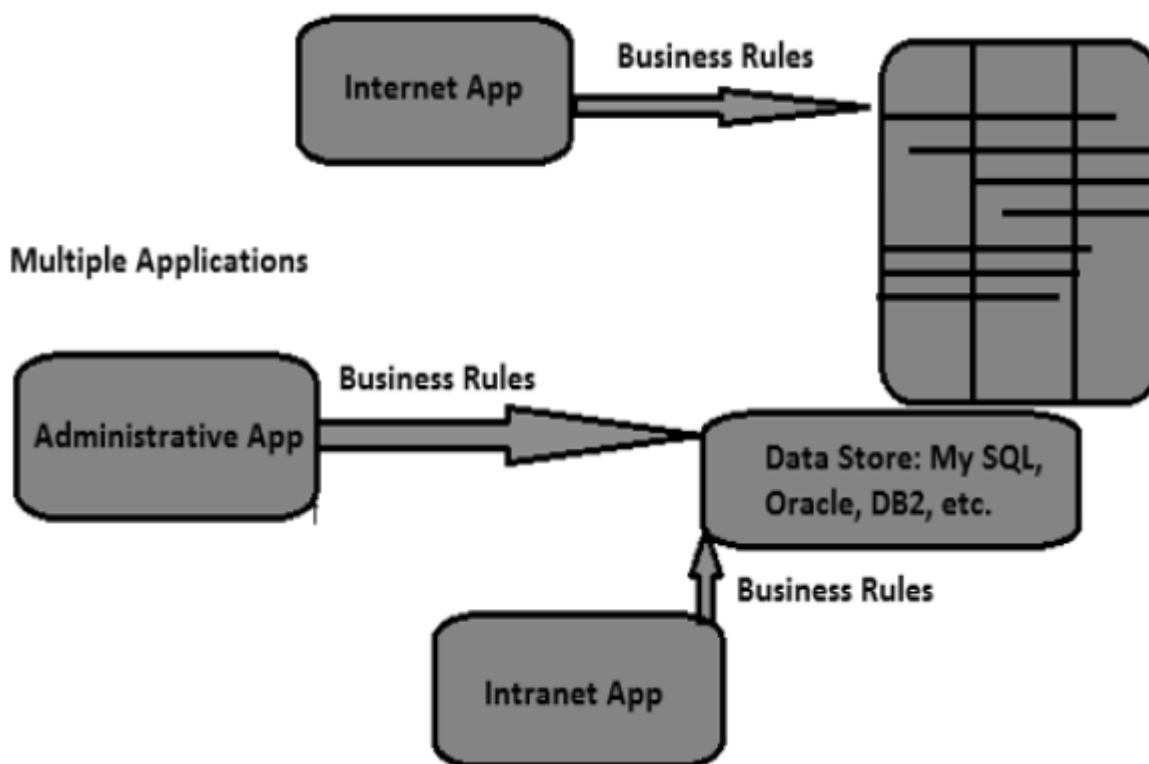 Business Rules
Internet App
Multiple Applications
Business Rules
Administrative App
Data Store: My SQL,
Oracle, DB2, etc.
Business Rules
Intranet App